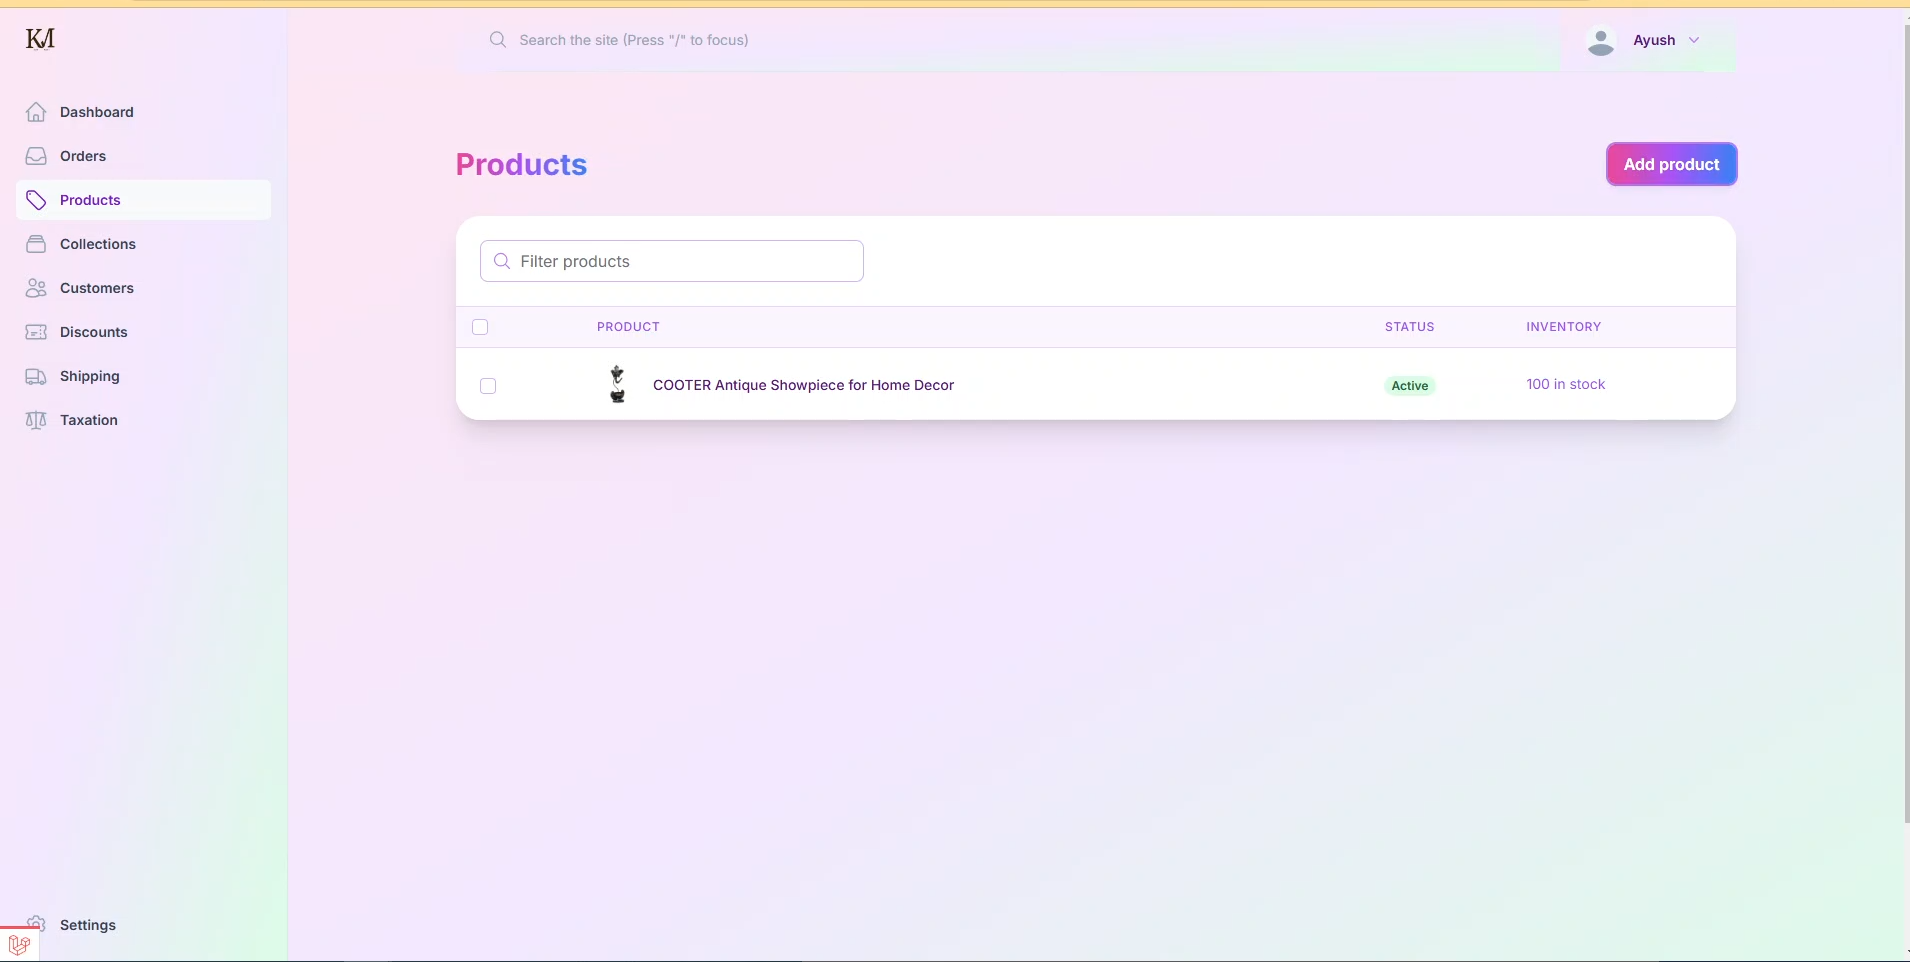 KM
Search the site (Press "/" to focus)
Ayush
Dashboard
Orders
Products
Collections
Customers
Discounts
Shipping
Taxation
Settings
Products
Add product
Filter products
PRODUCT STATUS INVENTORY
COOTER Antique Showpiece for Home Decor Active 100 in stock